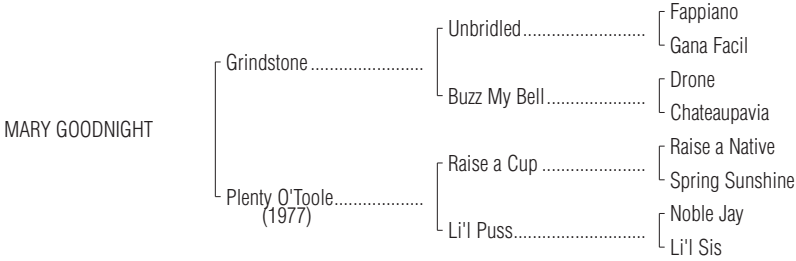 Fappiano
Unbridled........................
Gana Facil
Grindstone ......................
Drone
Buzz My Bell....................
Chateaupavia
MARY GOODNIGHT
Raise a Native
Raise a Cup .....................
Spring Sunshine
Plenty O'Toole..................
(1977)
Noble Jay
Li'l Puss..........................
Li'l Sis